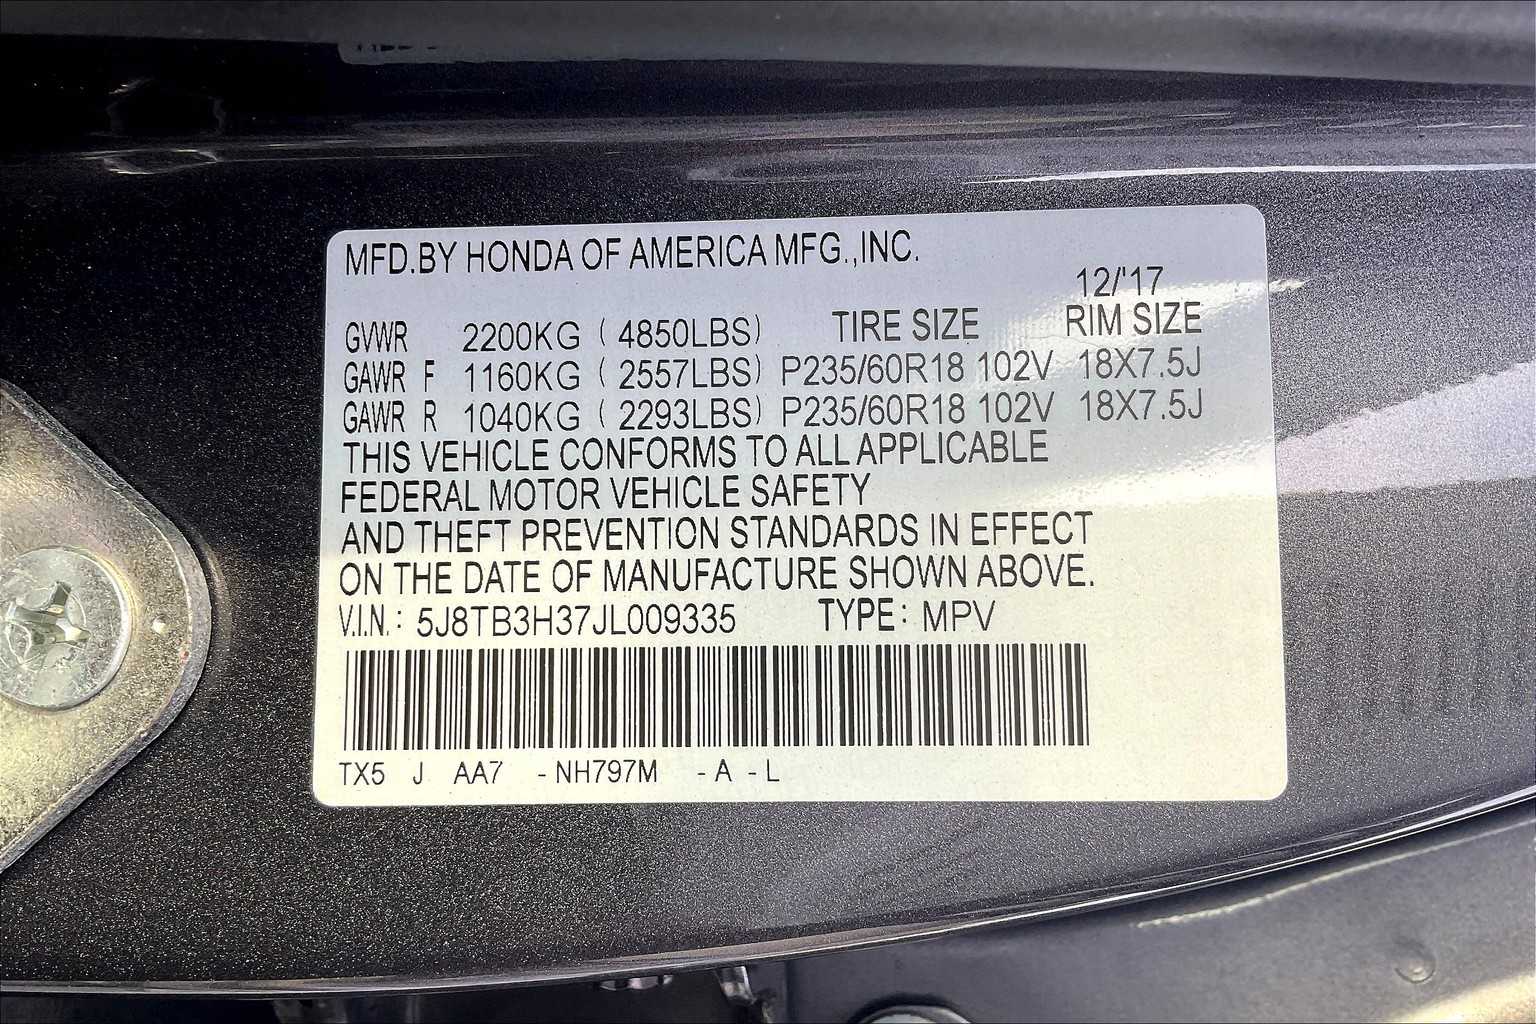 MFD.BY HONDA OF AMERICA MFG.,INC.
12/'17
GVWR 2200KG ( 4850LBS) TIRE SIZE RIM SIZE
GAWR F 1160KG ( 2557LBS) P235/60R18 102V 18X7.5J
GAWR R 1040KG ( 2293LBS) P235/60R18 102V 18X7.5J
THIS VEHICLE CONFORMS TO ALL APPLICABLE
FEDERAL MOTOR VEHICLE SAFETY
AND THEFT PREVENTION STANDARDS IN EFFECT
ON THE DATE OF MANUFACTURE SHOWN ABOVE.
V.I.N.: 5J8TB3H37JL009335 TYPE: MPV
TX5 J AA7 -NH797M -A -L